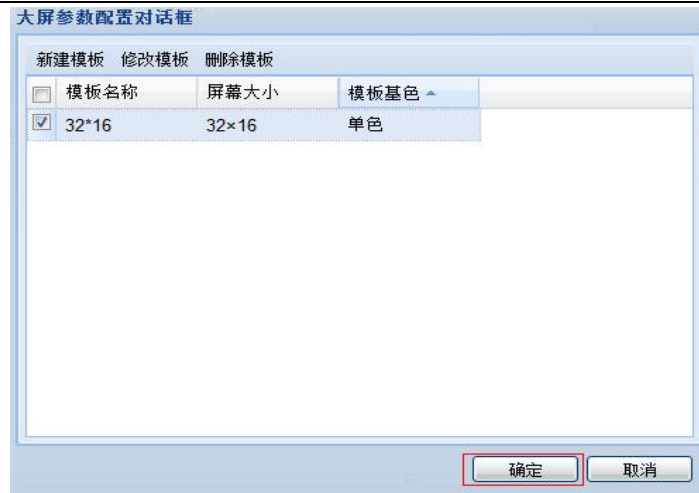 大屏参数配置对话框
新建模板 修改模板 删除模板
模板名称 屏幕大小 模板基色
32*16 32×16 单色
确定 取消